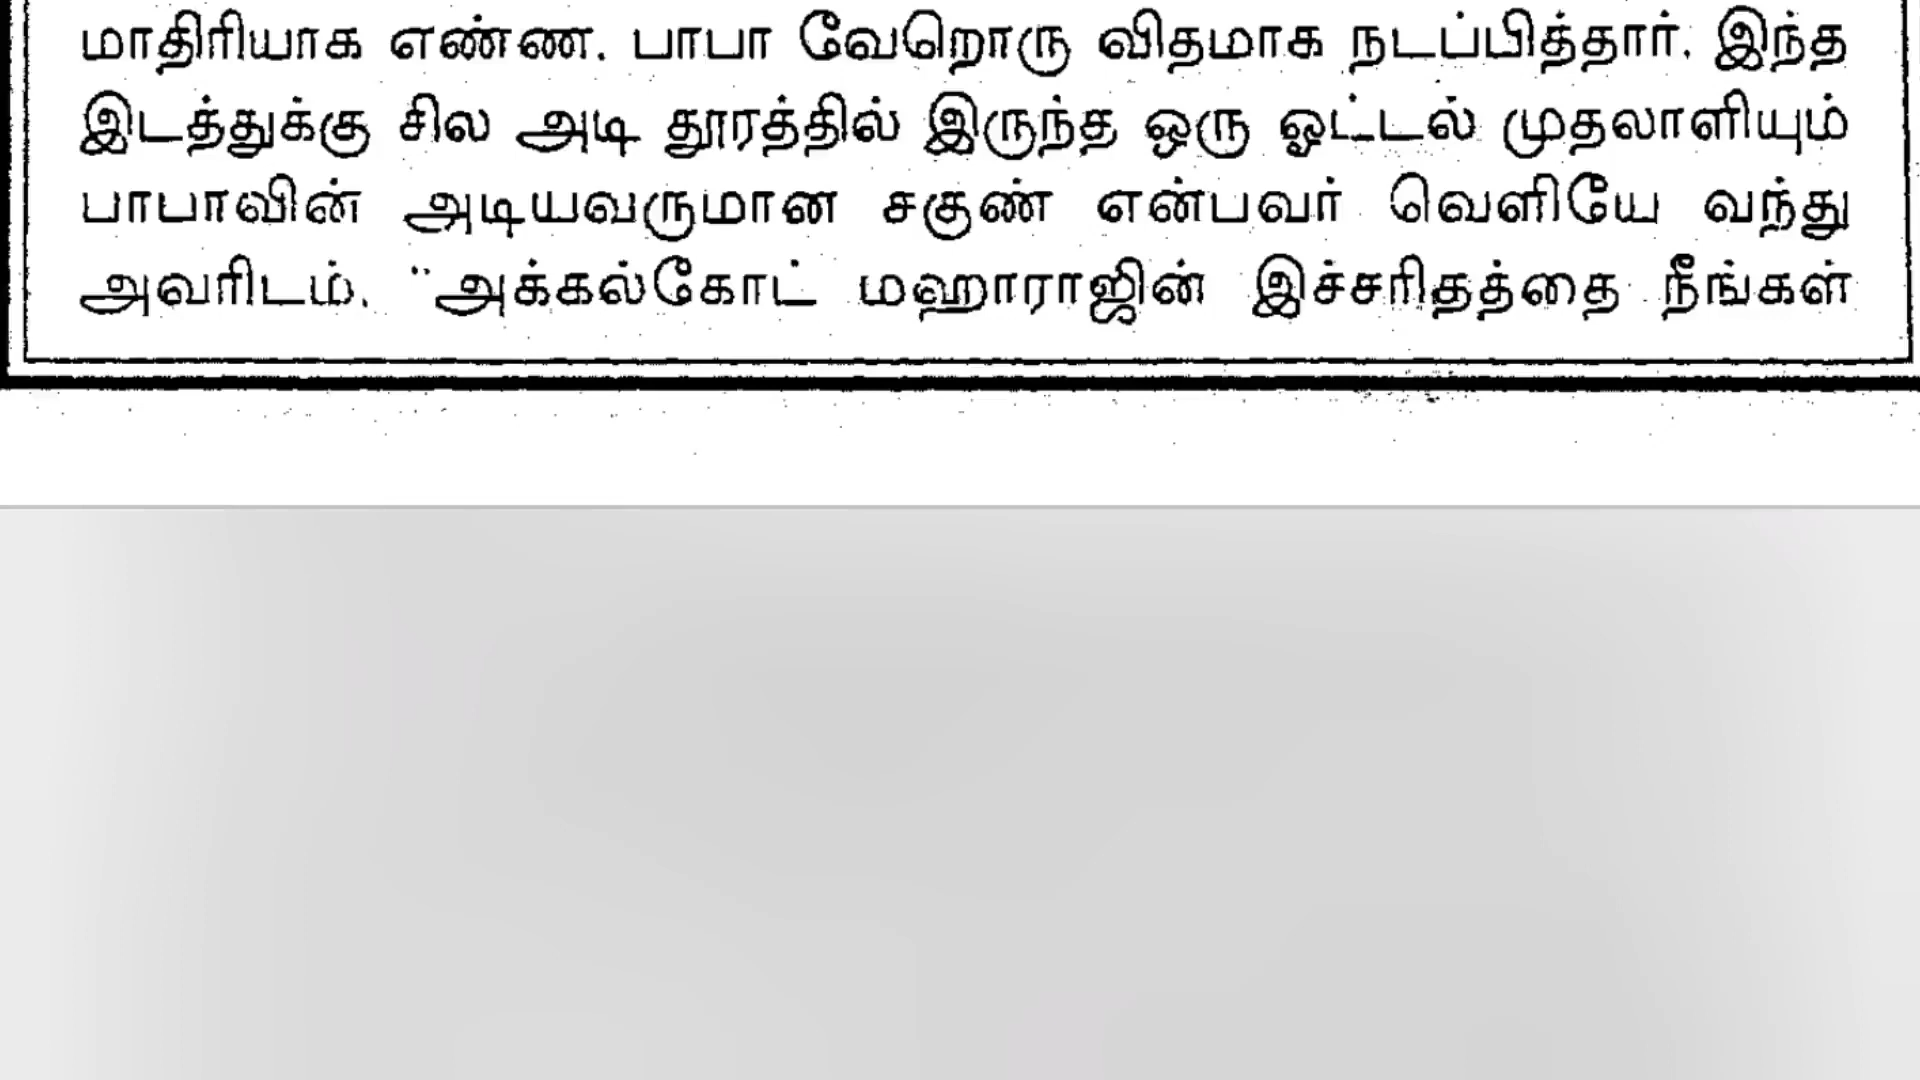 மாதிரியாக எண்ண, பாபா வேறொரு விதமாக நடப்பித்தார். இந்த
இடத்துக்கு சில அடி தூரத்தில் இருந்த ஒரு ஓட்டல் முதலாளியும்
பாபாவின் அடியவருமான சகுண் என்பவர் வெளியே வந்து
அவரிடம், "அக்கல்கோட் மஹாராஜின் இச்சரிதத்தை நீங்கள்